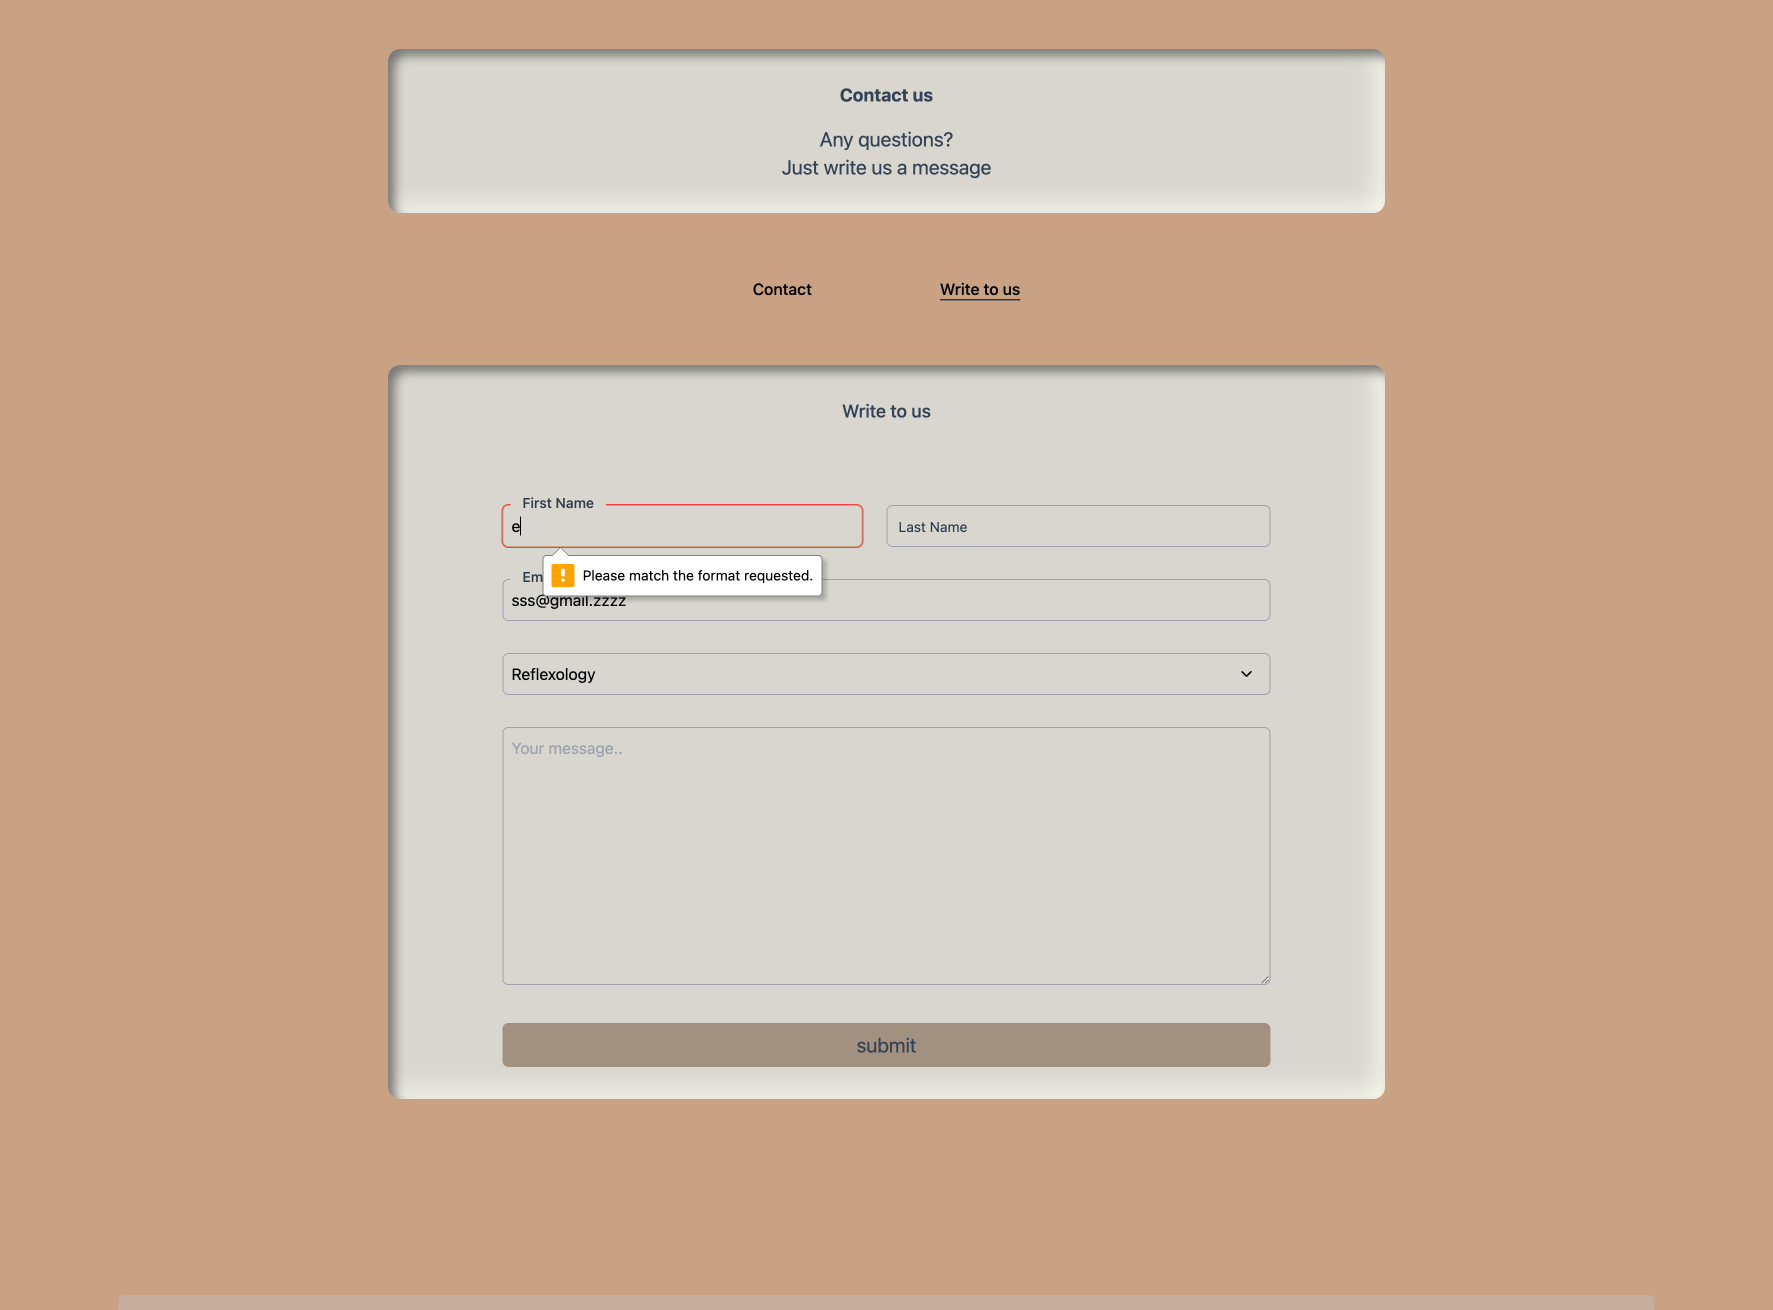 Contact us
Any questions?
Just write us a message
Contact
Write to us
Write to us
First Name
e
Last Name
Please match the format requested.
Em
sss@gmail.zzzz
Reflexology
Your message..
submit